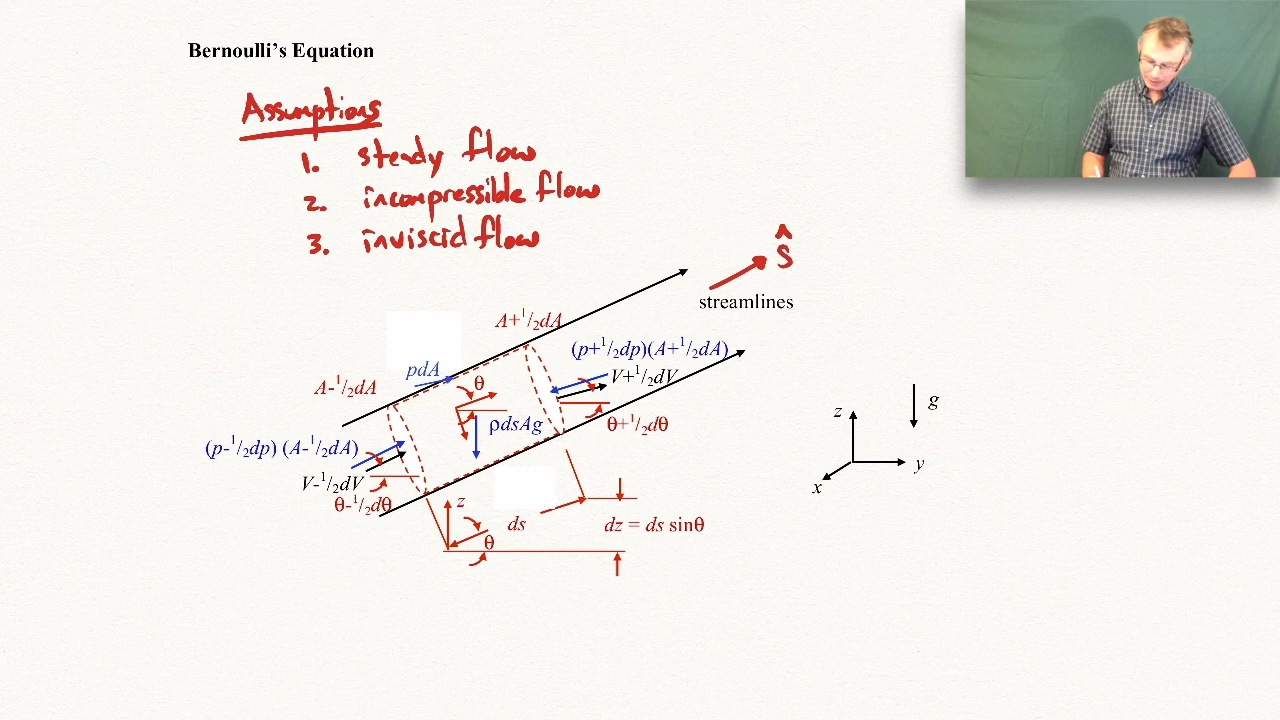 Bernoulli's Equation
Assumptions
1. steady flow
2. incompressible flow
3. inviscid flow
ŝ
streamlines
A+¹/₂dA
(p+¹/₂dp)(A+¹/₂dA)
pdA
θ
V+¹/₂dV
A-¹/₂dA
g
z
ρdsAg
θ+¹/₂dθ
(p-¹/₂dp) (A-¹/₂dA)
y
V-¹/₂dV
x
θ-¹/₂dθ
z
ds
dz = ds sinθ
θ